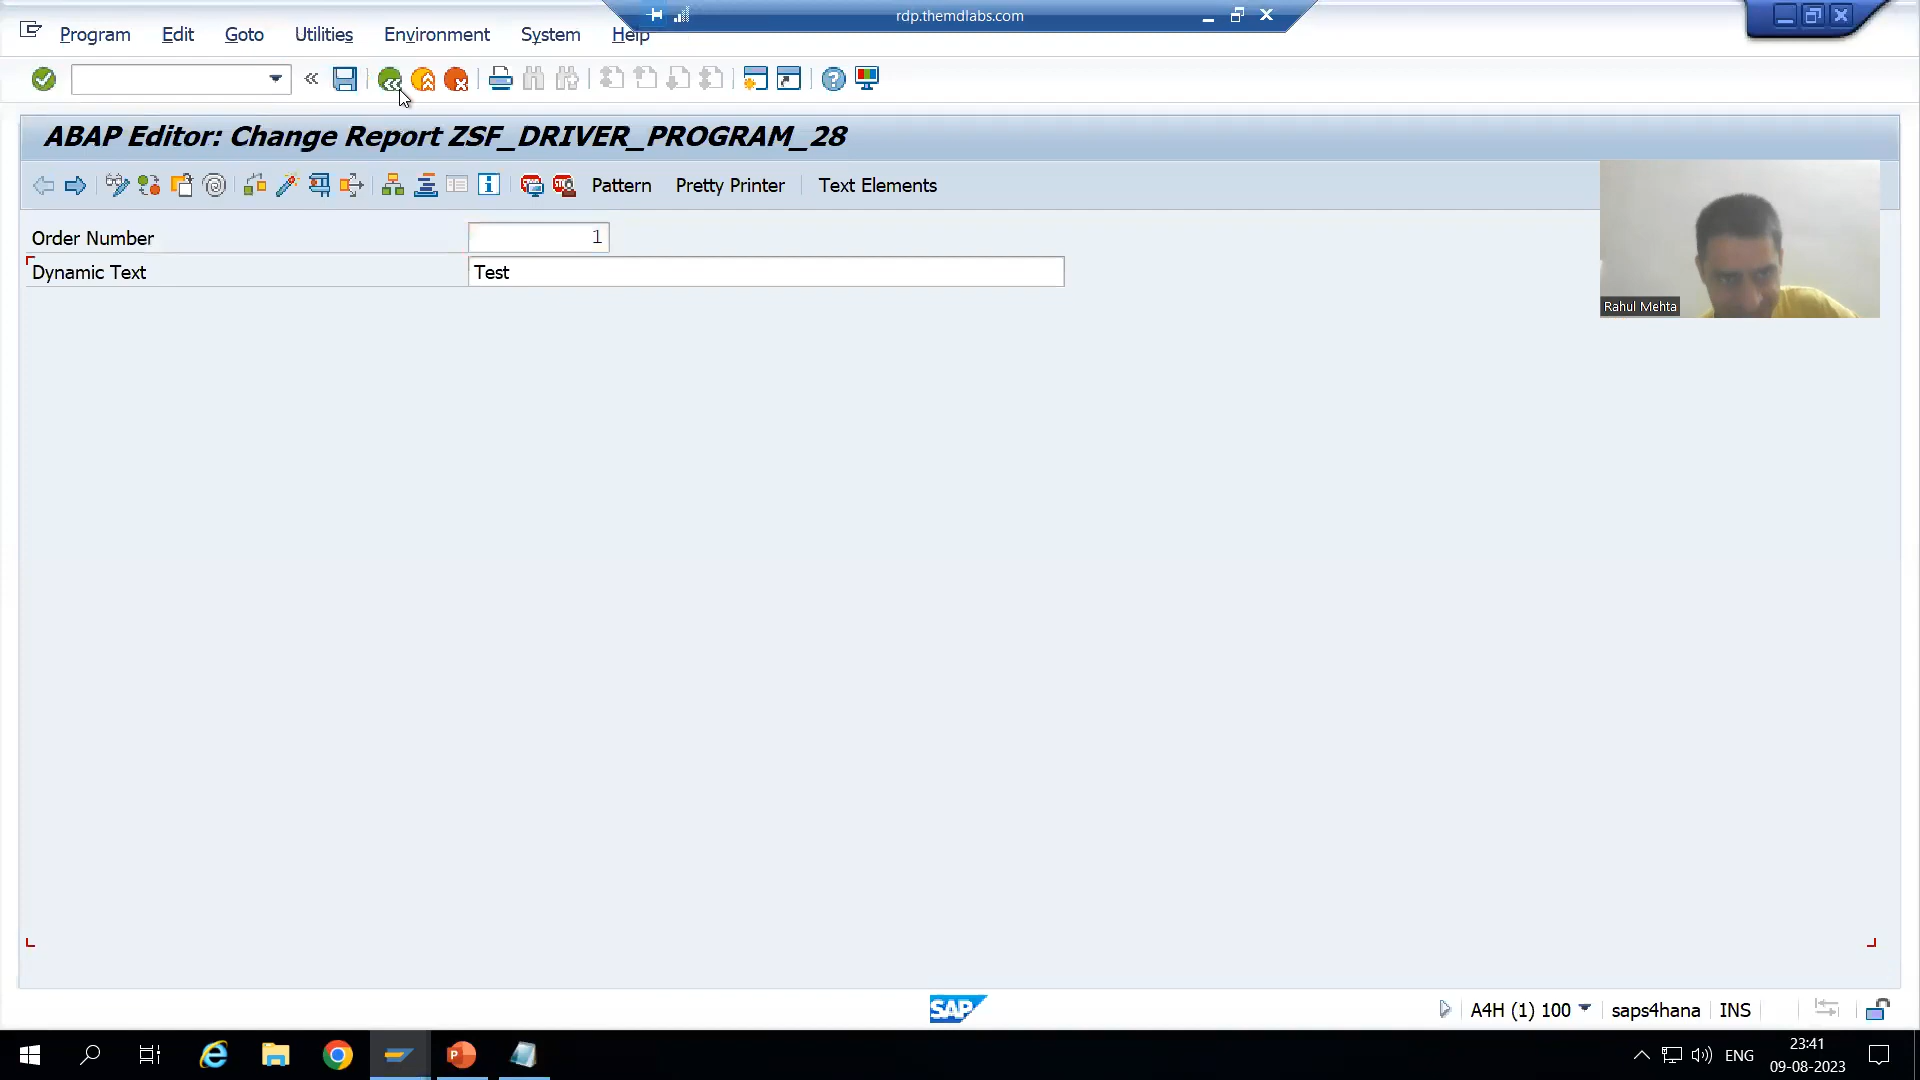 rdp.themdlabs.com
Program Edit Goto Utilities Environment System Help
ABAP Editor: Change Report ZSF_DRIVER_PROGRAM_28
Pattern Pretty Printer Text Elements
Order Number 1
Dynamic Text Test
Rahul Mehta
SAP A4H (1) 100 saps4hana INS
ENG 23:41
09-08-2023